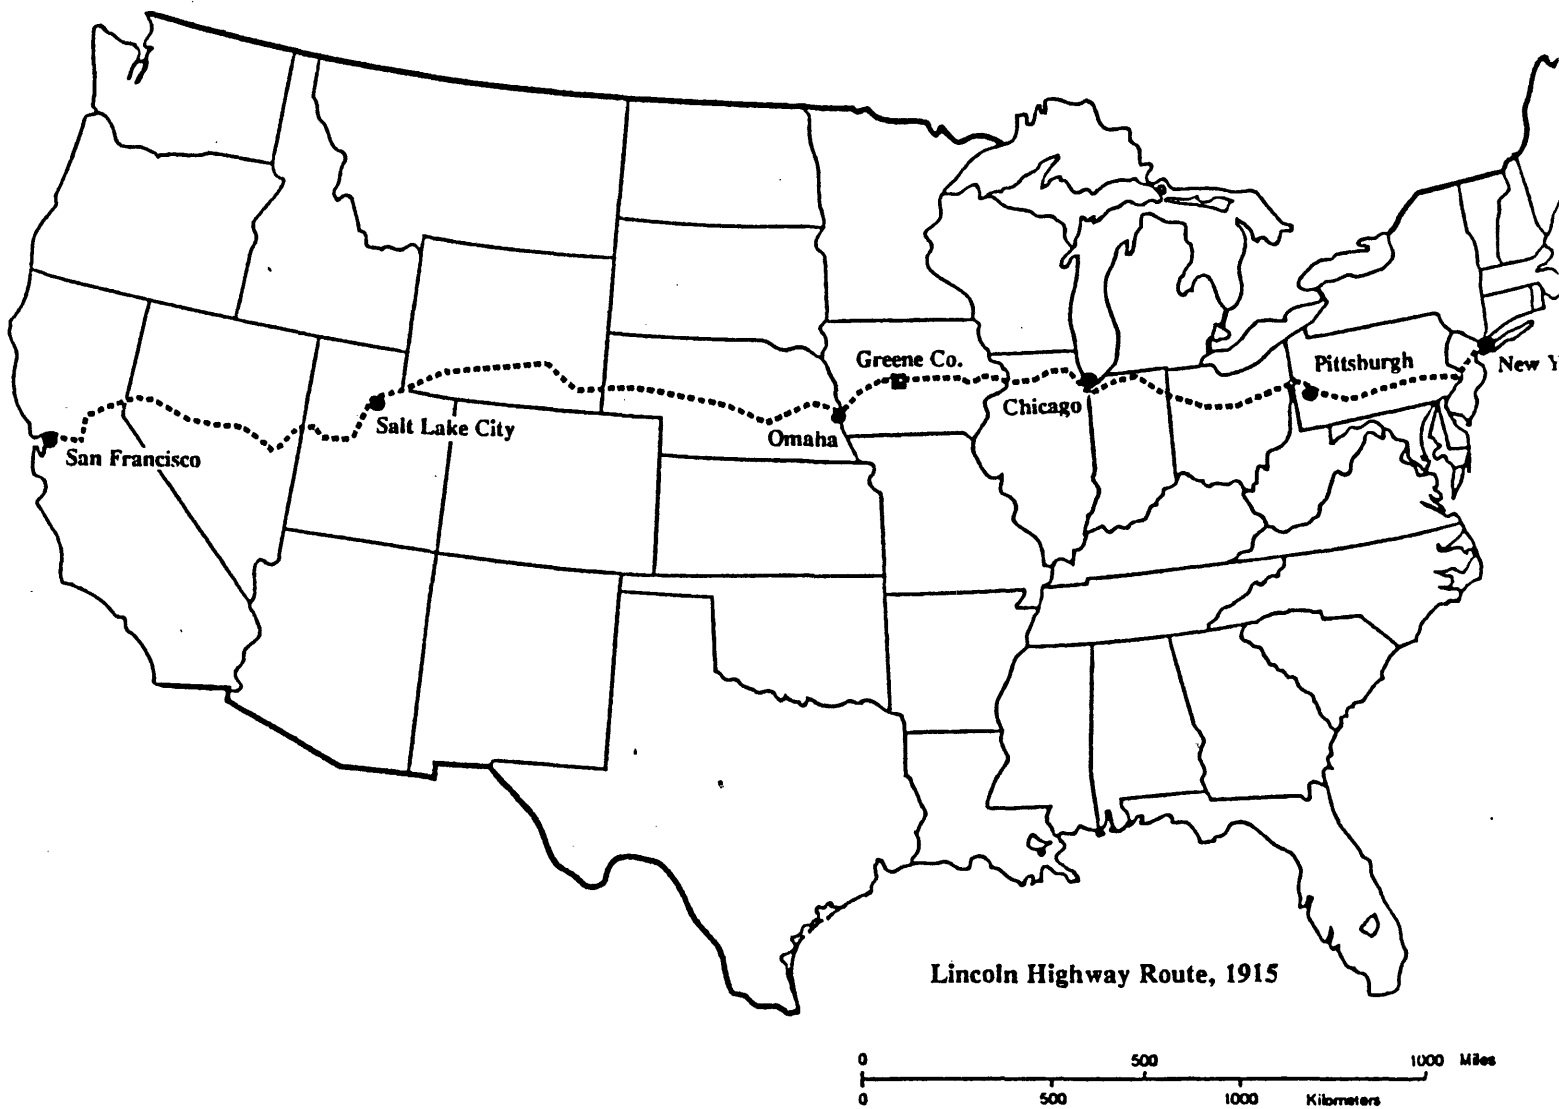 Greene Co.
Pittsburgh
New Y
Chicago
Salt Lake City
Omaha
San Francisco
Lincoln Highway Route, 1915
0 500 1000 Miles
0 500 1000 Kilometers